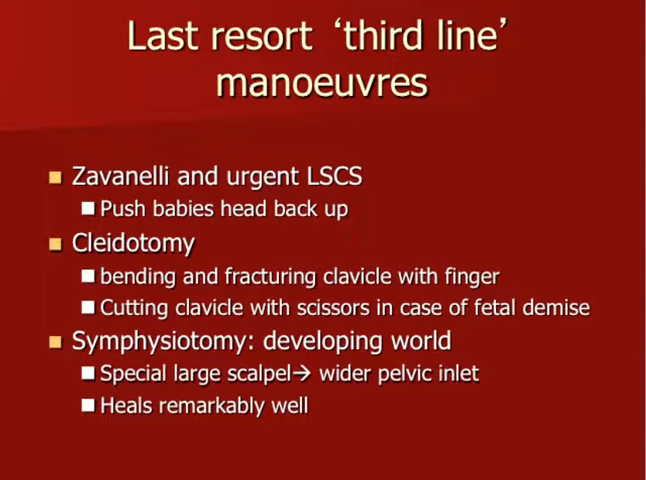 Last resort ‘third line’
manoeuvres
Zavanelli and urgent LSCS
Push babies head back up
Cleidotomy
bending and fracturing clavicle with finger
Cutting clavicle with scissors in case of fetal demise
Symphysiotomy: developing world
Special large scalpel→ wider pelvic inlet
Heals remarkably well